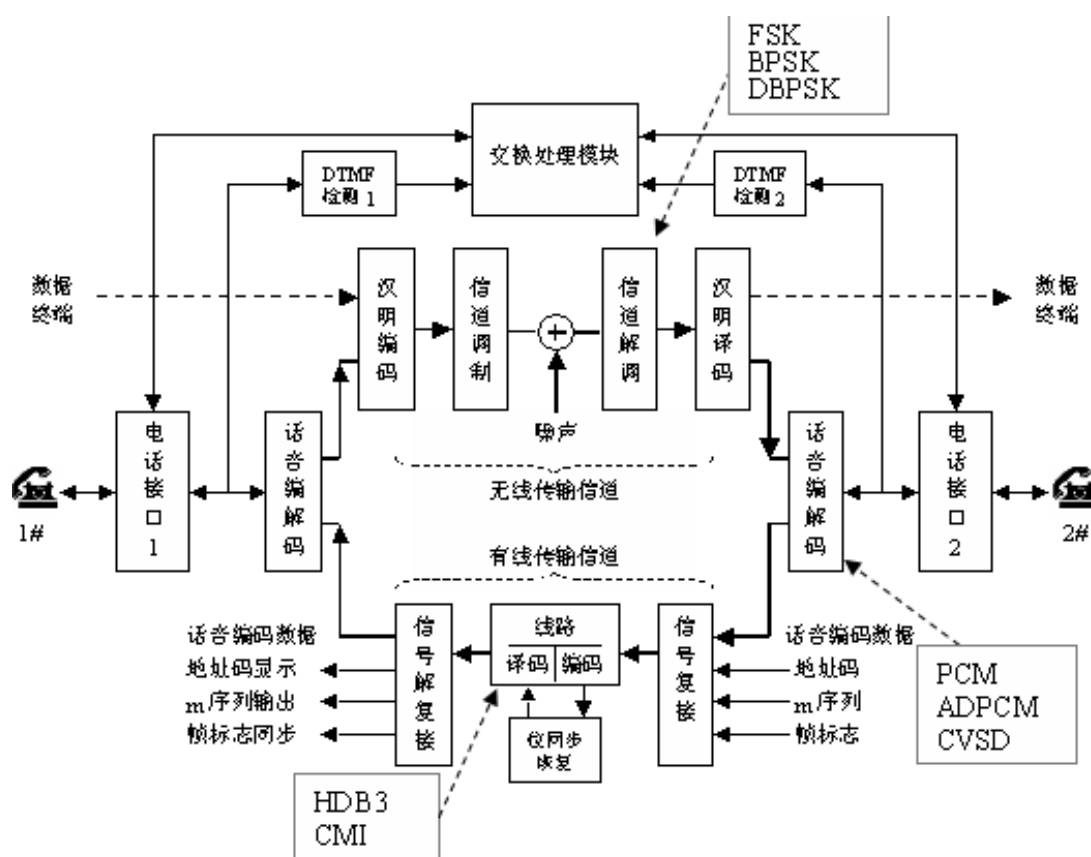 FSK
BPSK
DBPSK
交换处理模块
DTMF
检测1
DTMF
检测2
数据
终端
汉明编码
信道调制
信道解调
汉明译码
数据
终端
噪声
无线传输信道
电话接口1
话音编解码
话音编解码
电话接口2
1#
2#
有线传输信道
话音编码数据
地址码显示
m序列输出
帧标志同步
信号解复接
线路
译码
编码
位同步
恢复
信号复接
话音编码数据
地址码
m序列
帧标志
PCM
ADPCM
CVSD
HDB3
CMI